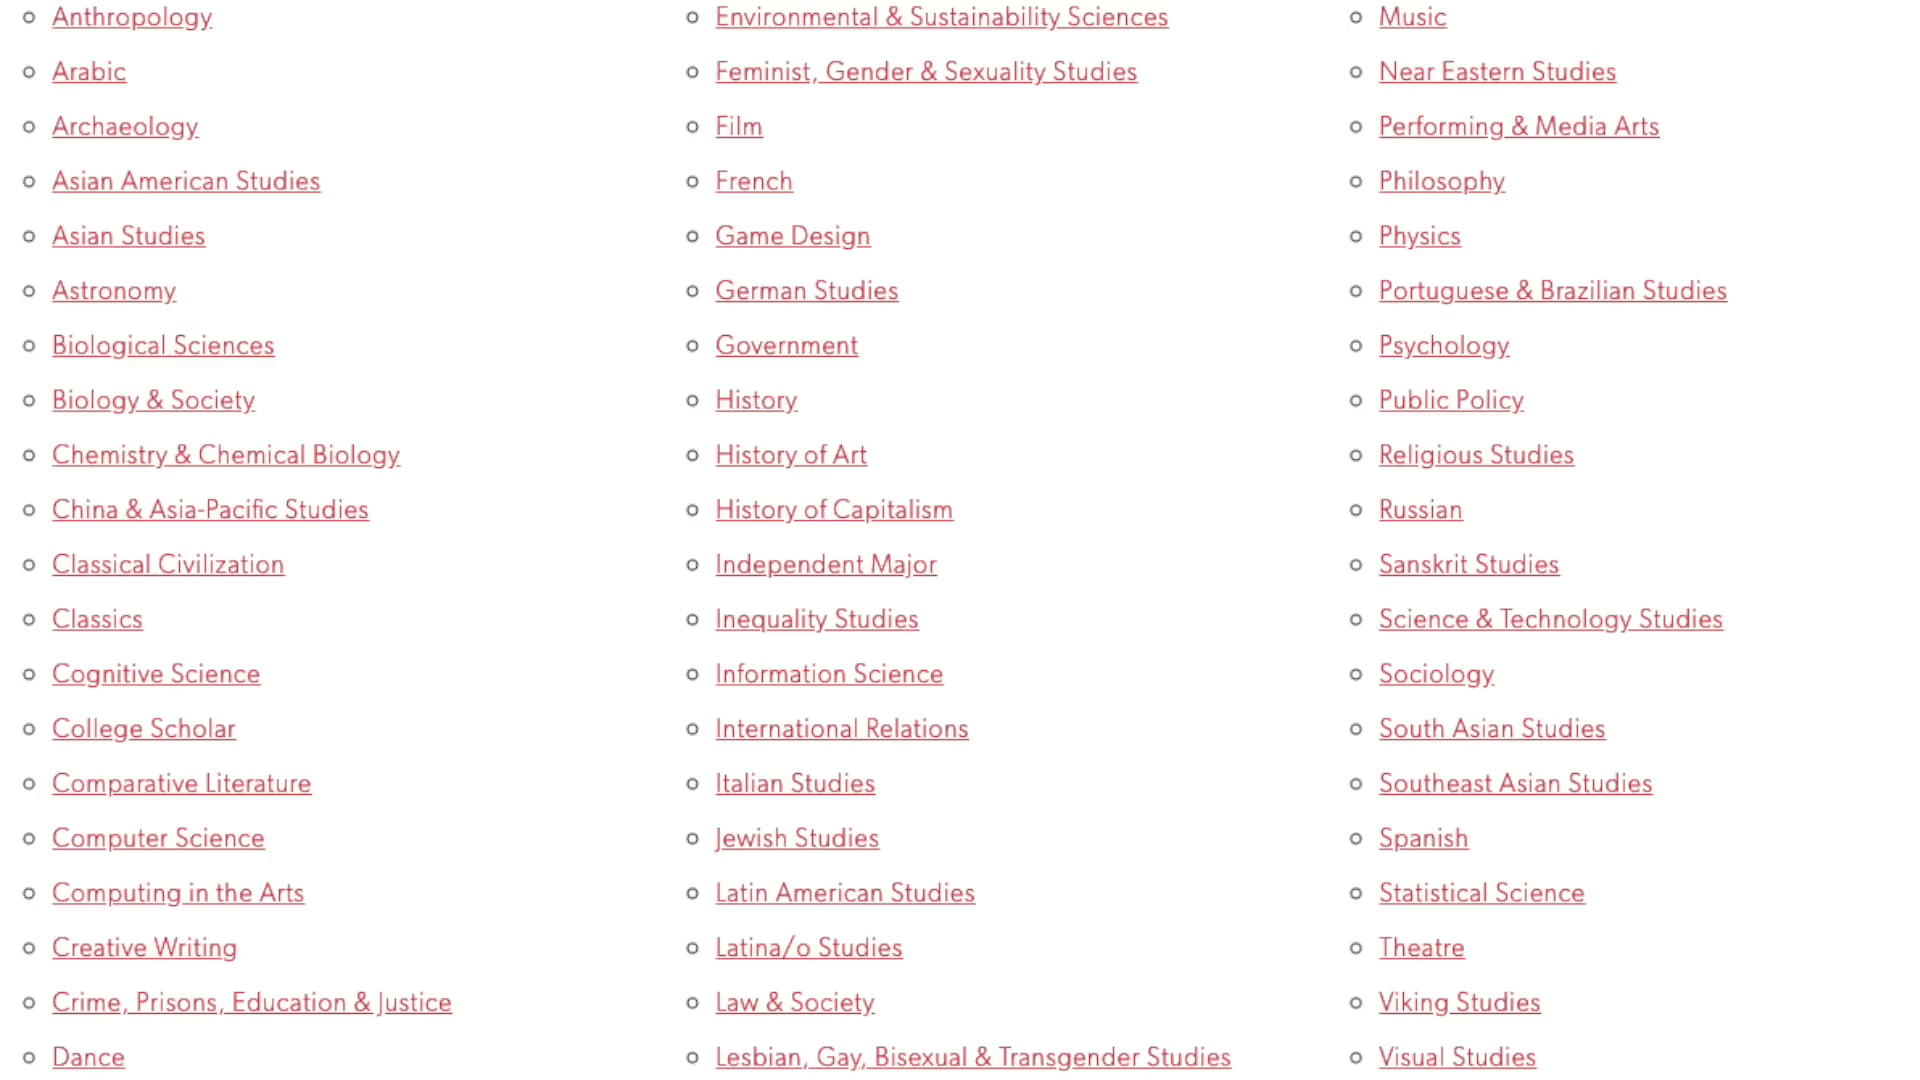 Anthropology
Arabic
Archaeology
Asian American Studies
Asian Studies
Astronomy
Biological Sciences
Biology & Society
Chemistry & Chemical Biology
China & Asia-Pacific Studies
Classical Civilization
Classics
Cognitive Science
College Scholar
Comparative Literature
Computer Science
Computing in the Arts
Creative Writing
Crime, Prisons, Education & Justice
Dance
Environmental & Sustainability Sciences
Feminist, Gender & Sexuality Studies
Film
French
Game Design
German Studies
Government
History
History of Art
History of Capitalism
Independent Major
Inequality Studies
Information Science
International Relations
Italian Studies
Jewish Studies
Latin American Studies
Latina/o Studies
Law & Society
Lesbian, Gay, Bisexual & Transgender Studies
Music
Near Eastern Studies
Performing & Media Arts
Philosophy
Physics
Portuguese & Brazilian Studies
Psychology
Public Policy
Religious Studies
Russian
Sanskrit Studies
Science & Technology Studies
Sociology
South Asian Studies
Southeast Asian Studies
Spanish
Statistical Science
Theatre
Viking Studies
Visual Studies